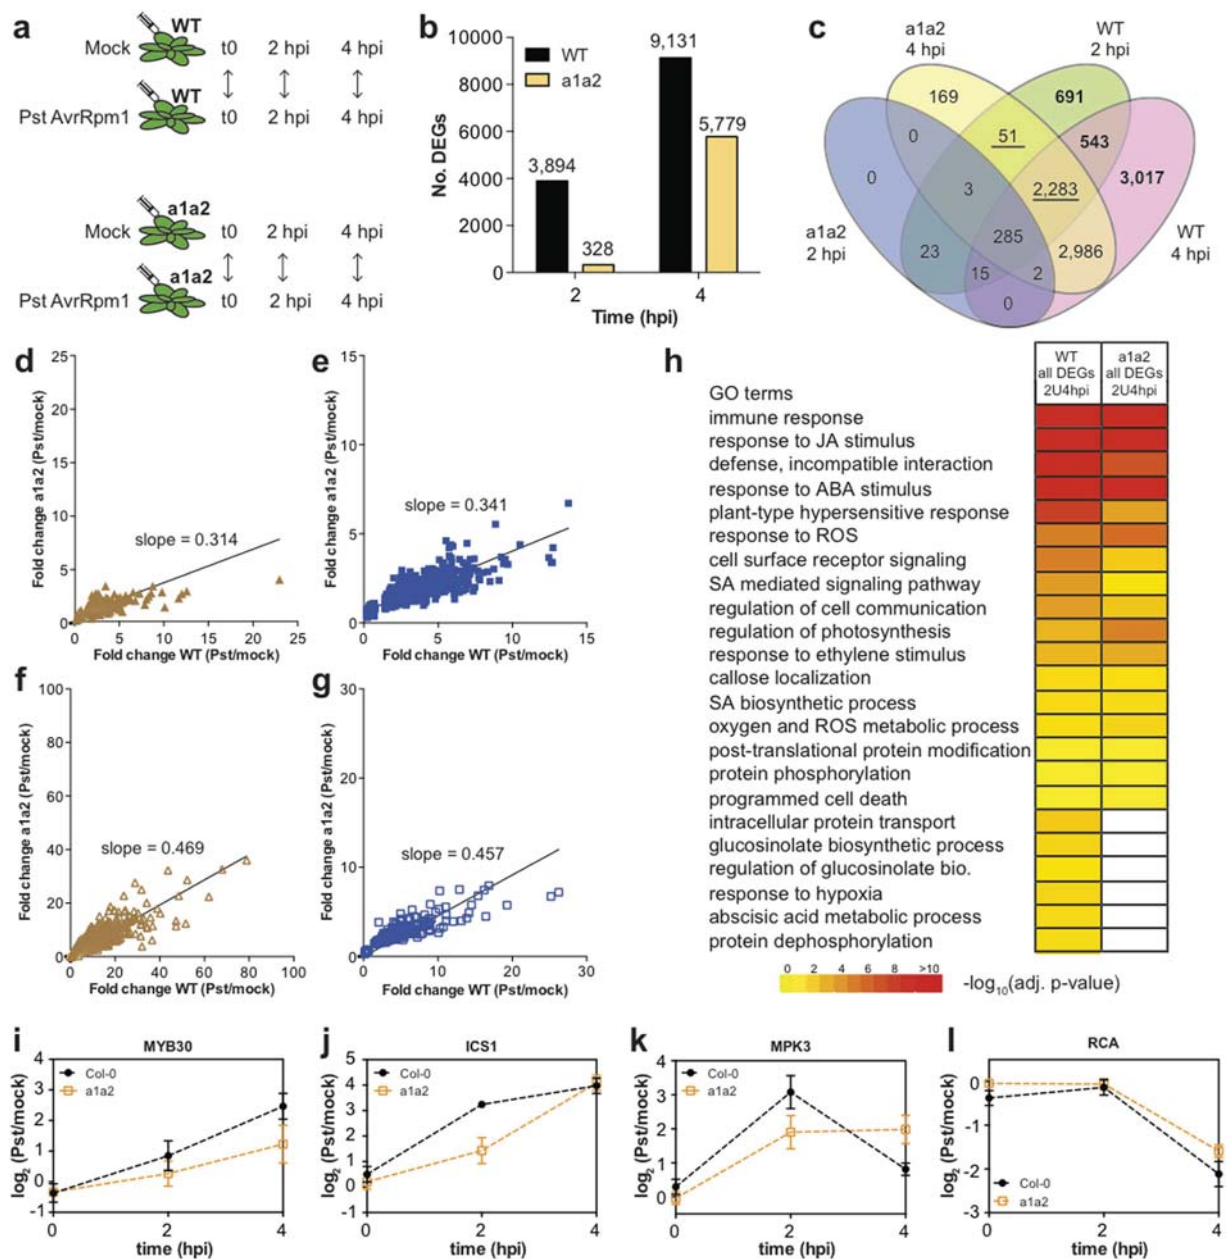 a
WT
Mock t0 2 hpi 4 hpi
WT
Pst AvrRpm1 t0 2 hpi 4 hpi
a1a2
Mock t0 2 hpi 4 hpi
a1a2
Pst AvrRpm1 t0 2 hpi 4 hpi
b
No. DEGs
10000
8000
6000
4000
2000
0
WT
a1a2
3,894
328
9,131
5,779
2 4
Time (hpi)
c
a1a2
4 hpi
WT
2 hpi
169
691
0
51
543
0
3
2,283
3,017
a1a2
2 hpi
WT
4 hpi
23
285
2,986
15
2
0
d
Fold change a1a2 (Pst/mock)
25
20
15
10
5
0
slope = 0.314
0 5 10 15 20 25
Fold change WT (Pst/mock)
e
Fold change a1a2 (Pst/mock)
15
10
5
0
slope = 0.341
0 5 10 15
Fold change WT (Pst/mock)
f
Fold change a1a2 (Pst/mock)
100
80
60
40
20
0
slope = 0.469
0 20 40 60 80 100
Fold change WT (Pst/mock)
g
Fold change a1a2 (Pst/mock)
30
20
10
0
slope = 0.457
0 10 20 30
Fold change WT (Pst/mock)
h
WT
all DEGs
2U4hpi
a1a2
all DEGs
2U4hpi
GO terms
immune response
response to JA stimulus
defense, incompatible interaction
response to ABA stimulus
plant-type hypersensitive response
response to ROS
cell surface receptor signaling
SA mediated signaling pathway
regulation of cell communication
regulation of photosynthesis
response to ethylene stimulus
callose localization
SA biosynthetic process
oxygen and ROS metabolic process
post-translational protein modification
protein phosphorylation
programmed cell death
intracellular protein transport
glucosinolate biosynthetic process
regulation of glucosinolate bio.
response to hypoxia
abscisic acid metabolic process
protein dephosphorylation
0 2 4 6 8 >10
-log10(adj. p-value)
i
MYB30
log2 (Pst/mock)
4
3
2
1
0
-1
Col-0
a1a2
0 2 4
time (hpi)
j
ICS1
log2 (Pst/mock)
5
4
3
2
1
0
-1
Col-0
a1a2
0 2 4
time (hpi)
k
MPK3
log2 (Pst/mock)
4
3
2
1
0
Col-0
a1a2
0 2 4
time (hpi)
l
RCA
log2 (Pst/mock)
0
-1
-2
-3
Col-0
a1a2
0 2 4
time (hpi)